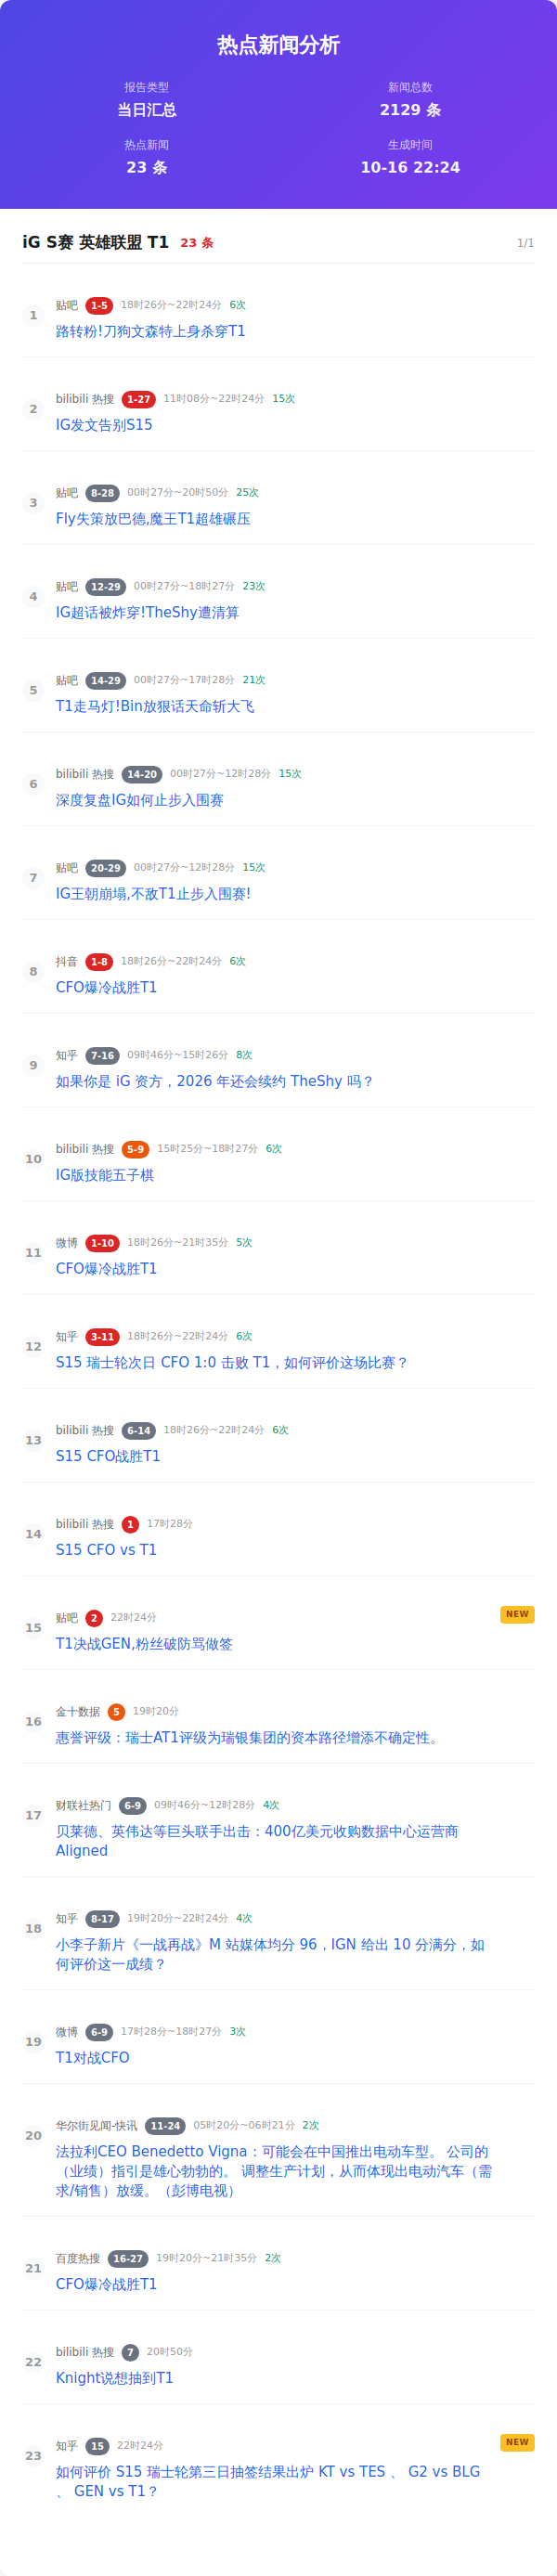 热点新闻分析
报告类型
新闻总数
当日汇总
2129 条
热点新闻
生成时间
23 条
10-16 22:24
iG S赛 英雄联盟 T1 23 条 1/1
1
贴吧 1-5 18时26分~22时24分 6次
路转粉!刀狗文森特上身杀穿T1
2
bilibili 热搜 1-27 11时08分~22时24分 15次
IG发文告别S15
3
贴吧 8-28 00时27分~20时50分 25次
Fly失策放巴德,魔王T1超雄碾压
4
贴吧 12-29 00时27分~18时27分 23次
IG超话被炸穿!TheShy遭清算
5
贴吧 14-29 00时27分~17时28分 21次
T1走马灯!Bin放狠话天命斩大飞
6
bilibili 热搜 14-20 00时27分~12时28分 15次
深度复盘IG如何止步入围赛
7
贴吧 20-29 00时27分~12时28分 15次
IG王朝崩塌,不敌T1止步入围赛!
8
抖音 1-8 18时26分~22时24分 6次
CFO爆冷战胜T1
9
知乎 7-16 09时46分~15时26分 8次
如果你是 iG 资方，2026 年还会续约 TheShy 吗？
10
bilibili 热搜 5-9 15时25分~18时27分 6次
IG版技能五子棋
11
微博 1-10 18时26分~21时35分 5次
CFO爆冷战胜T1
12
知乎 3-11 18时26分~22时24分 6次
S15 瑞士轮次日 CFO 1:0 击败 T1，如何评价这场比赛？
13
bilibili 热搜 6-14 18时26分~22时24分 6次
S15 CFO战胜T1
14
bilibili 热搜 1 17时28分
S15 CFO vs T1
15
贴吧 2 22时24分 NEW
T1决战GEN,粉丝破防骂做签
16
金十数据 5 19时20分
惠誉评级：瑞士AT1评级为瑞银集团的资本路径增添不确定性。
17
财联社热门 6-9 09时46分~12时28分 4次
贝莱德、英伟达等巨头联手出击：400亿美元收购数据中心运营商
Aligned
18
知乎 8-17 19时20分~22时24分 4次
小李子新片《一战再战》M 站媒体均分 96，IGN 给出 10 分满分，如
何评价这一成绩？
19
微博 6-9 17时28分~18时27分 3次
T1对战CFO
20
华尔街见闻-快讯 11-24 05时20分~06时21分 2次
法拉利CEO Benedetto Vigna：可能会在中国推出电动车型。 公司的
（业绩）指引是雄心勃勃的。 调整生产计划，从而体现出电动汽车（需
求/销售）放缓。（彭博电视）
21
百度热搜 16-27 19时20分~21时35分 2次
CFO爆冷战胜T1
22
bilibili 热搜 7 20时50分
Knight说想抽到T1
23
知乎 15 22时24分 NEW
如何评价 S15 瑞士轮第三日抽签结果出炉 KT vs TES 、 G2 vs BLG
、 GEN vs T1？